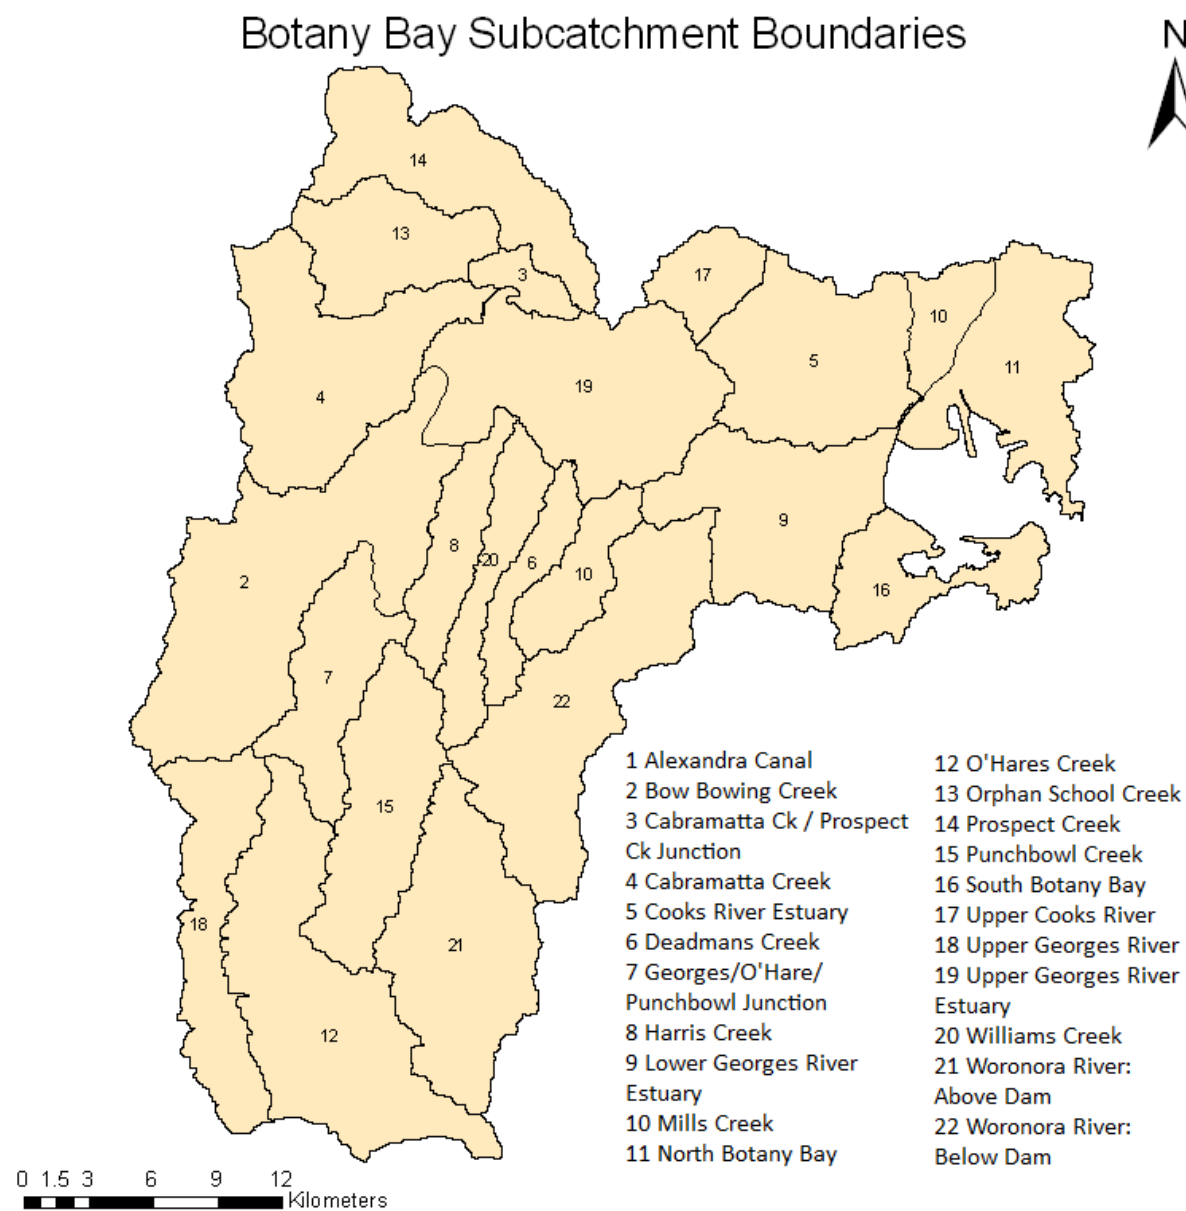 Botany Bay Subcatchment Boundaries
N
14
13
3
17
10
11
5
19
4
9
8
20
6
10
2
16
7
22
15
18
21
12
1 Alexandra Canal
2 Bow Bowing Creek
3 Cabramatta Ck / Prospect
Ck Junction
4 Cabramatta Creek
5 Cooks River Estuary
6 Deadmans Creek
7 Georges/O'Hare/
Punchbowl Junction
8 Harris Creek
9 Lower Georges River
Estuary
10 Mills Creek
11 North Botany Bay
12 O'Hares Creek
13 Orphan School Creek
14 Prospect Creek
15 Punchbowl Creek
16 South Botany Bay
17 Upper Cooks River
18 Upper Georges River
19 Upper Georges River
Estuary
20 Williams Creek
21 Woronora River:
Above Dam
22 Woronora River:
Below Dam
0 1.5 3 6 9 12
Kilometers